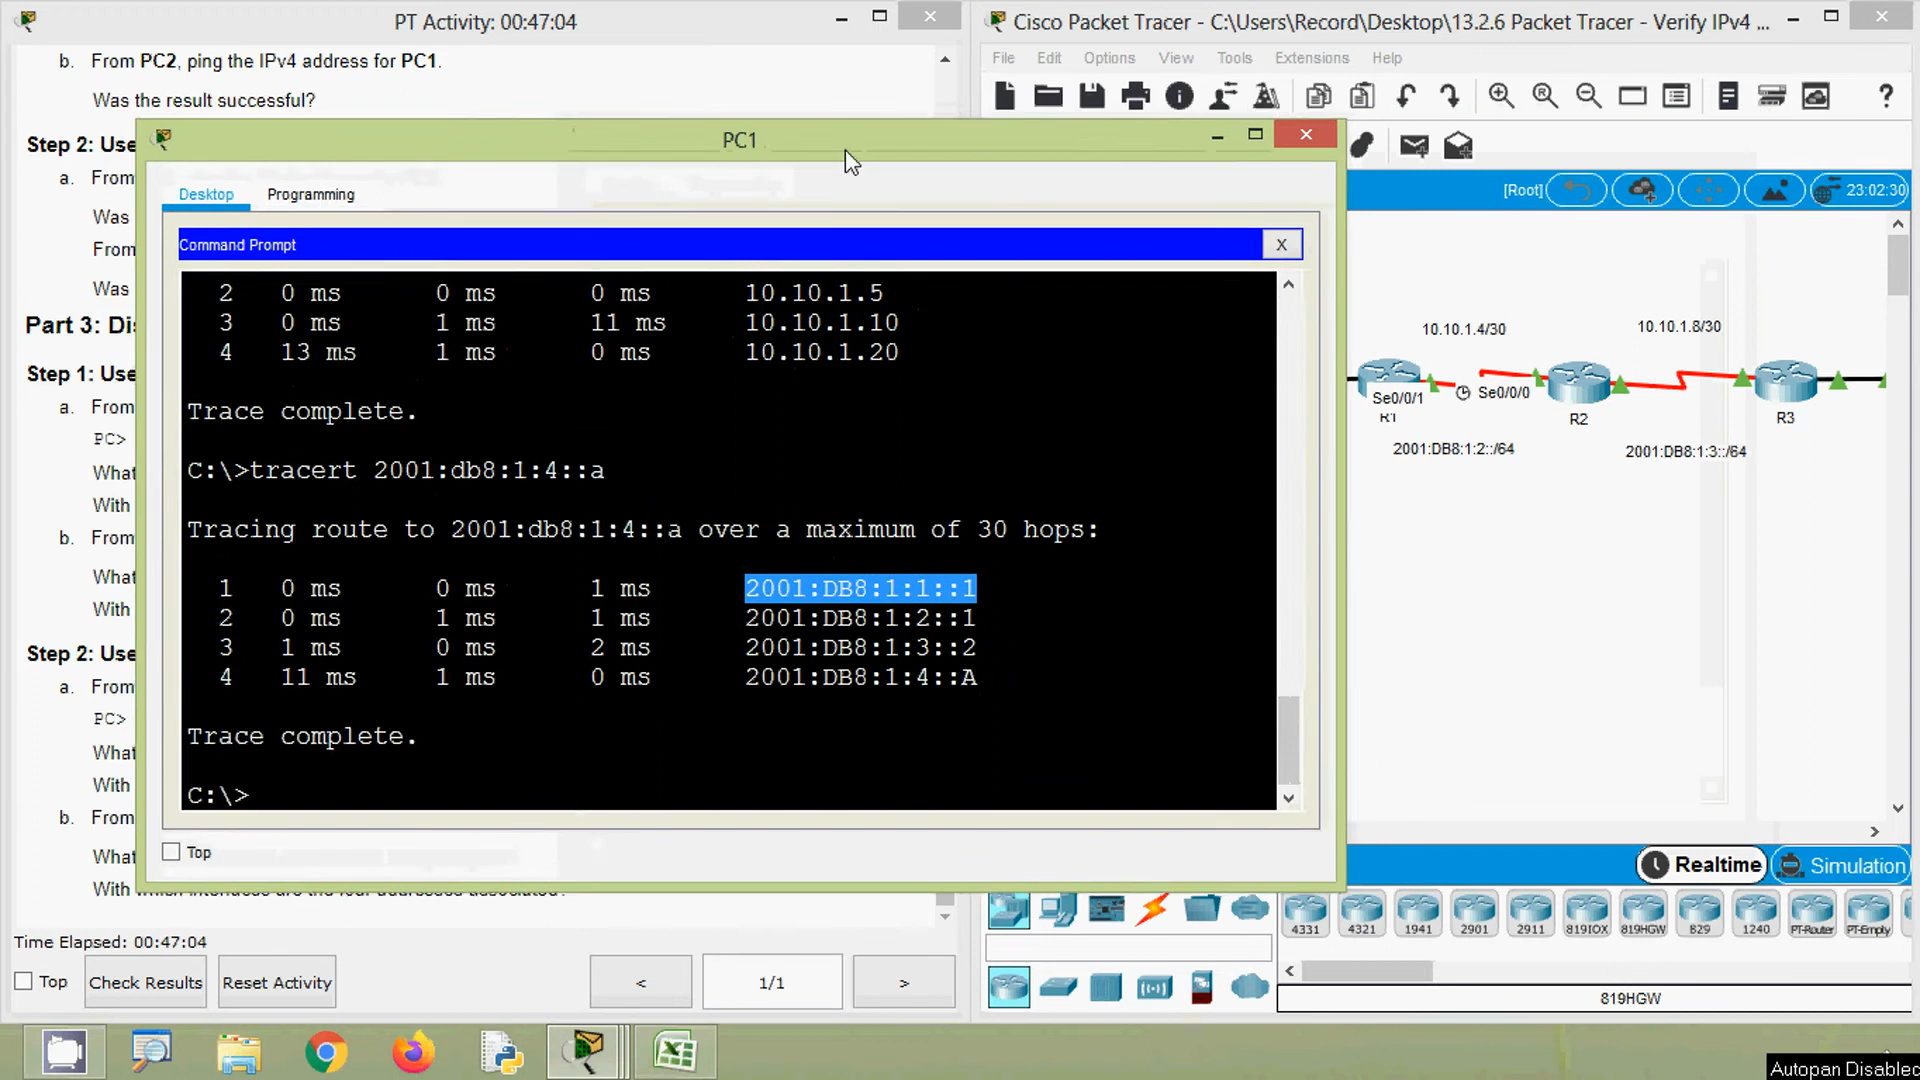 PT Activity: 00:47:04
b. From PC2, ping the IPv4 address for PC1.
Was the result successful?
Step 2: Use
a. From
Was
From
Was
Part 3: Di
Step 1: Use
a. From
PC>
What
With
b. From
What
With
Step 2: Use
a. From
PC>
What
With
b. From
What
With which interfaces are the four addresses associated?
Time Elapsed: 00:47:04
Top
Check Results
Reset Activity
<
1/1
>
PC1
Desktop
Programming
Command Prompt
X
2 0 ms 0 ms 0 ms 10.10.1.5
3 0 ms 1 ms 11 ms 10.10.1.10
4 13 ms 1 ms 0 ms 10.10.1.20
Trace complete.
C:\>tracert 2001:db8:1:4::a
Tracing route to 2001:db8:1:4::a over a maximum of 30 hops:
1 0 ms 0 ms 1 ms 2001:DB8:1:1::1
2 0 ms 1 ms 1 ms 2001:DB8:1:2::1
3 1 ms 0 ms 2 ms 2001:DB8:1:3::2
4 11 ms 1 ms 0 ms 2001:DB8:1:4::A
Trace complete.
C:\>
Top
Cisco Packet Tracer - C:\Users\Record\Desktop\13.2.6 Packet Tracer - Verify IPv4 ...
File Edit Options View Tools Extensions Help
[Root]
23:02:30
10.10.1.4/30
10.10.1.8/30
Se0/0/1
Se0/0/0
R1
R2
R3
2001:DB8:1:2::/64
2001:DB8:1:3::/64
Realtime
Simulation
4331 4321 1941 2901 2911 819IOX 819HGW 829 1240 PT-Router PT-Empty
819HGW
Autopan Disabled